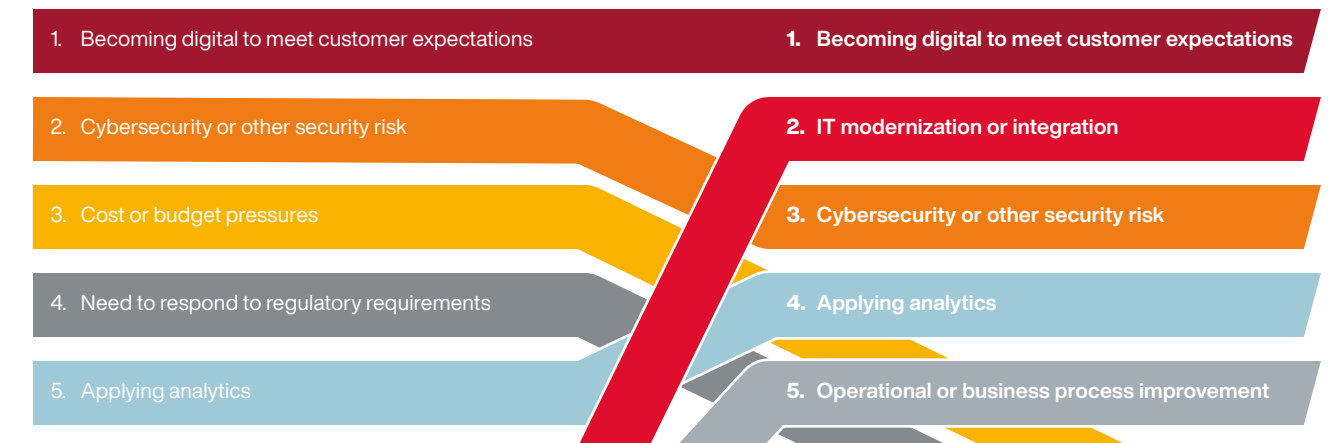 1. Becoming digital to meet customer expectations
2. Cybersecurity or other security risk
3. Cost or budget pressures
4. Need to respond to regulatory requirements
5. Applying analytics
1. Becoming digital to meet customer expectations
2. IT modernization or integration
3. Cybersecurity or other security risk
4. Applying analytics
5. Operational or business process improvement